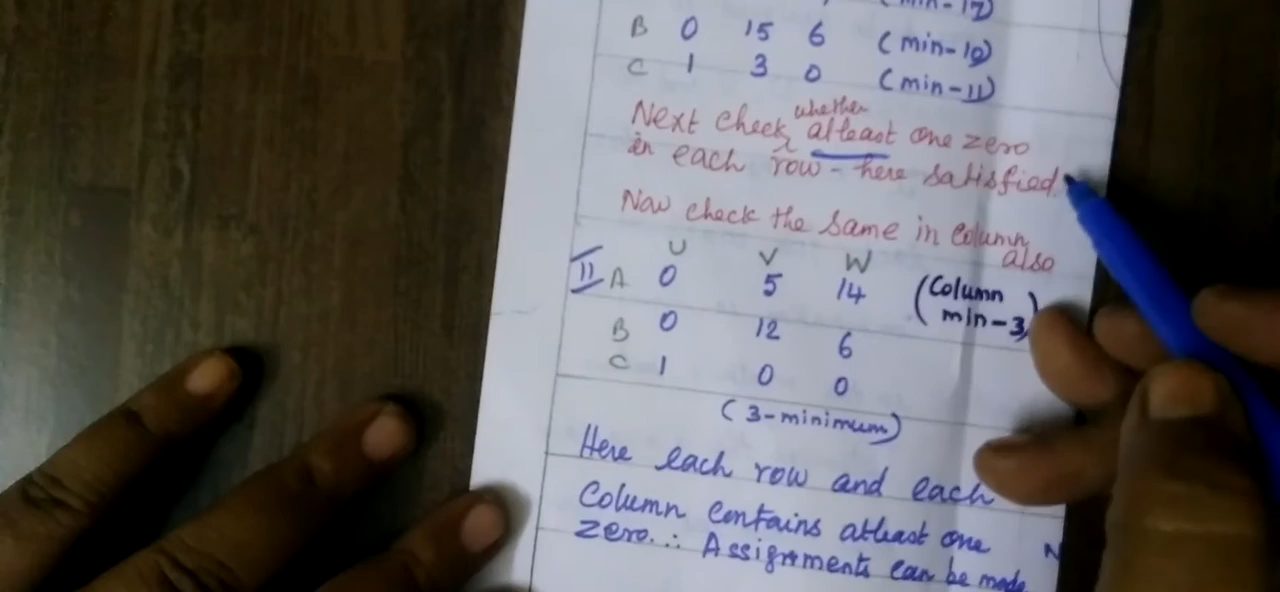 B 0 15 6 (min-10)
C 1 3 0 (min-11)
whether
Next check atleast one zero
in each row - here satisfied.
Now check the same in column
also
U V W
II A 0 5 14 (Column
min-3)
B 0 12 6
C 1 0 0
(3-minimum)
Here each row and each
Column contains atleast one
zero. ∴ Assignments can be made